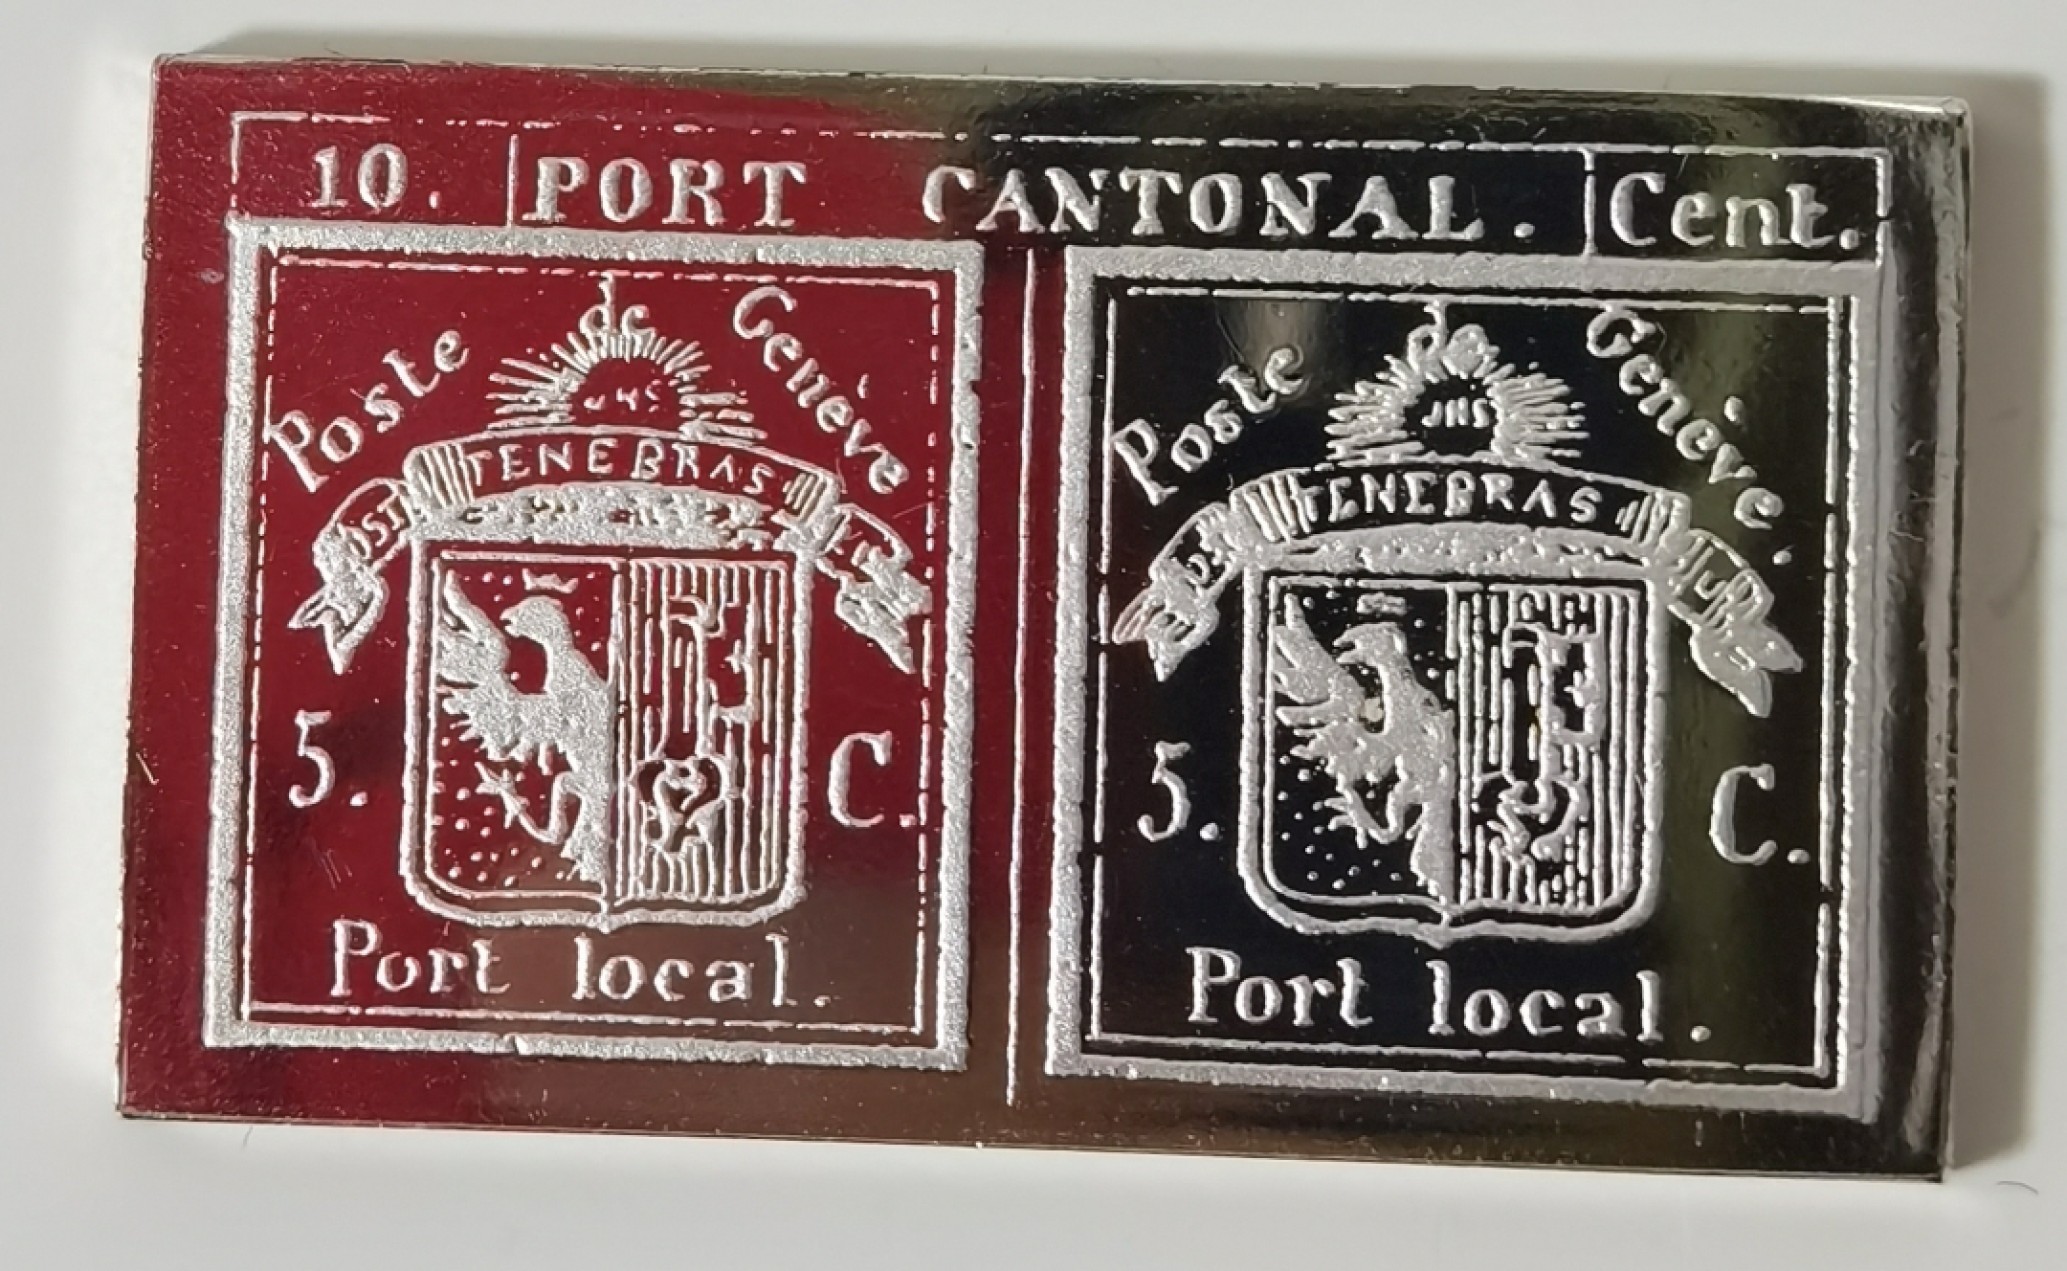 10. PORT CANTONAL. Cent.
Poste de Genève
JHS
TENEBRAS
5. C.
Port local.
Poste de Genève.
JHS
TENEBRAS
5. C.
Port local.